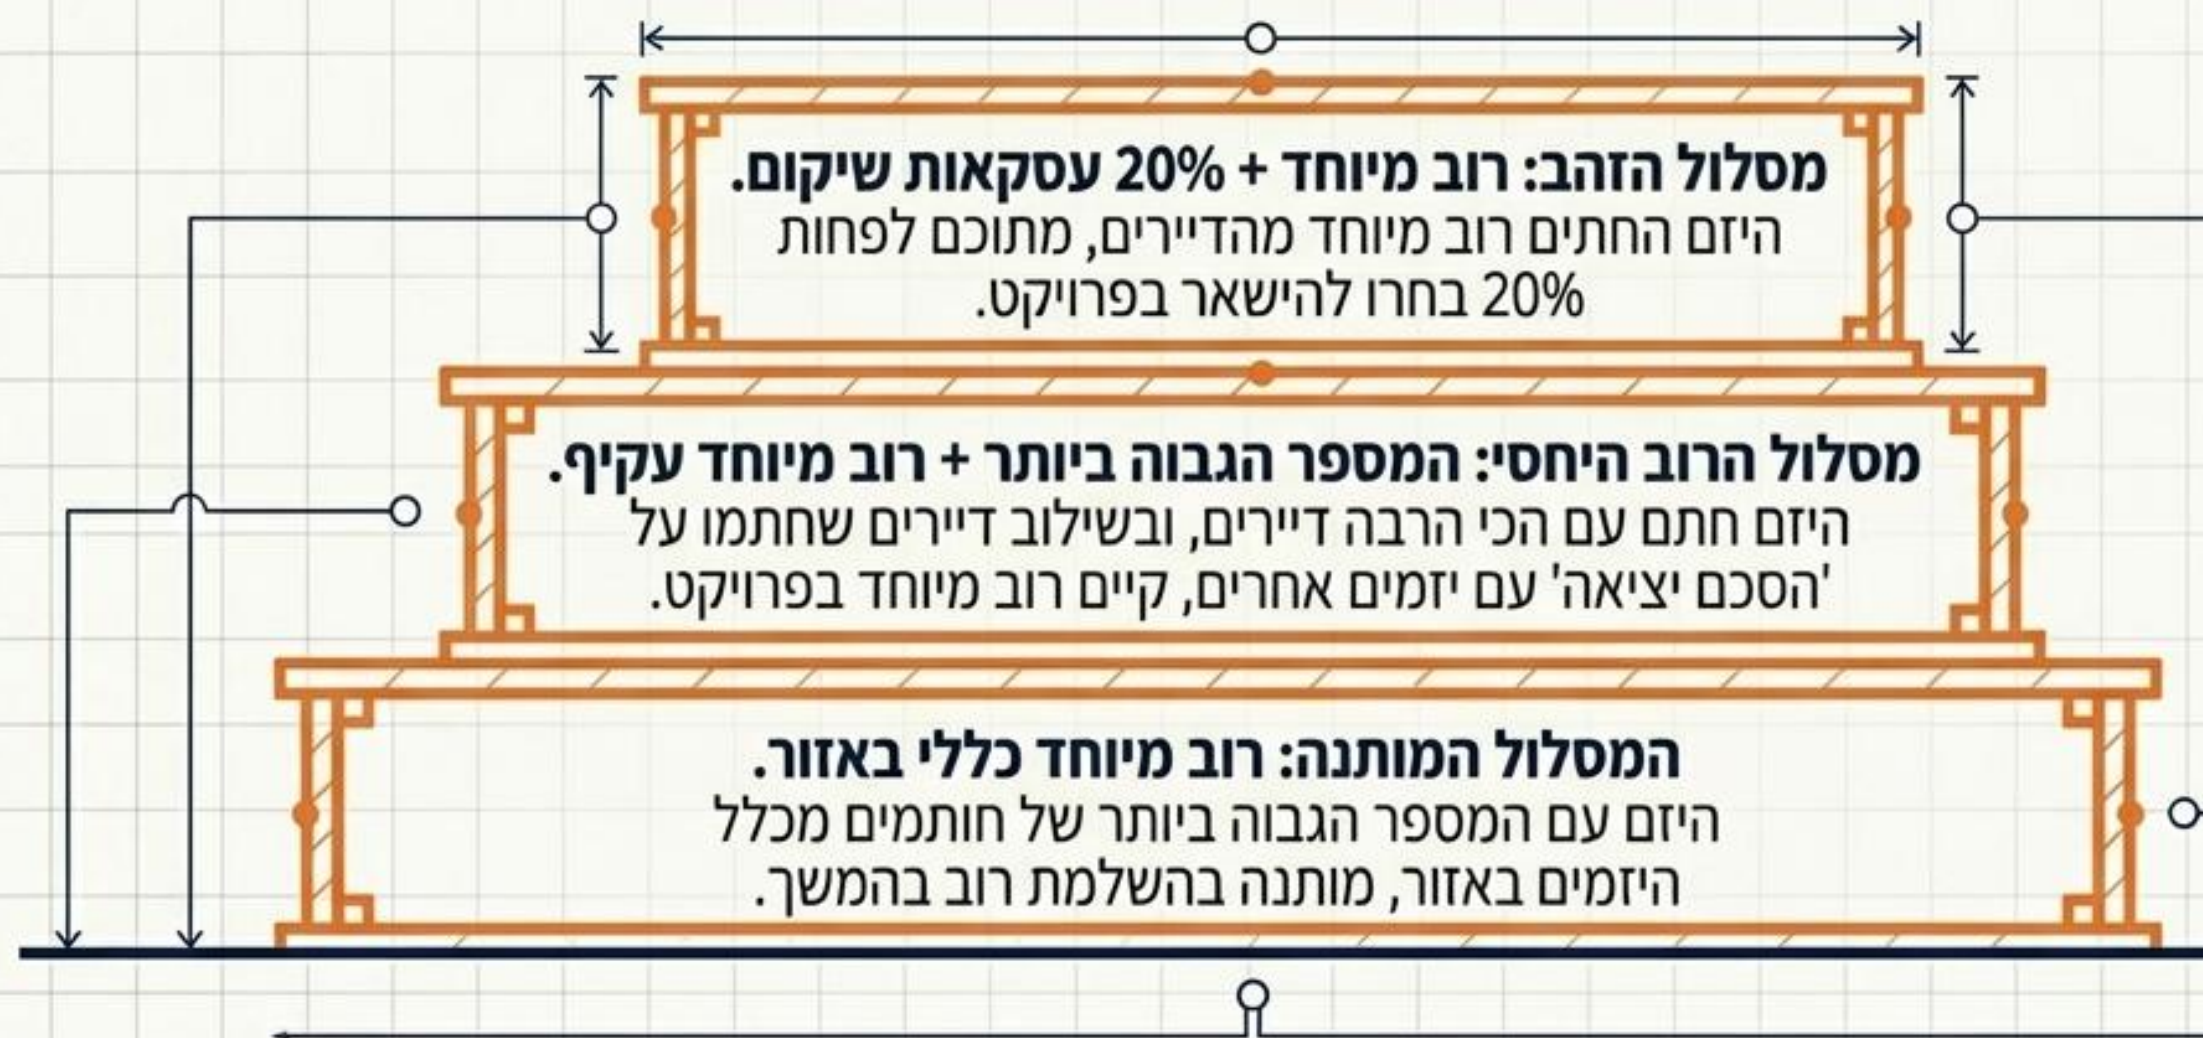 מסלול הזהב: רוב מיוחד + 20% עסקאות שיקום.
היזם החתים רוב מיוחד מהדיירים, מתוכם לפחות
20% בחרו להישאר בפרויקט.
מסלול הרוב היחסי: המספר הגבוה ביותר + רוב מיוחד עקיף.
היזם חתם עם הכי הרבה דיירים, ובשילוב דיירים שחתמו על
'הסכם יציאה' עם יזמים אחרים, קיים רוב מיוחד בפרויקט.
המסלול המותנה: רוב מיוחד כללי באזור.
היזם עם המספר הגבוה ביותר של חותמים מכלל
היזמים באזור, מותנה בהשלמת רוב בהמשך.